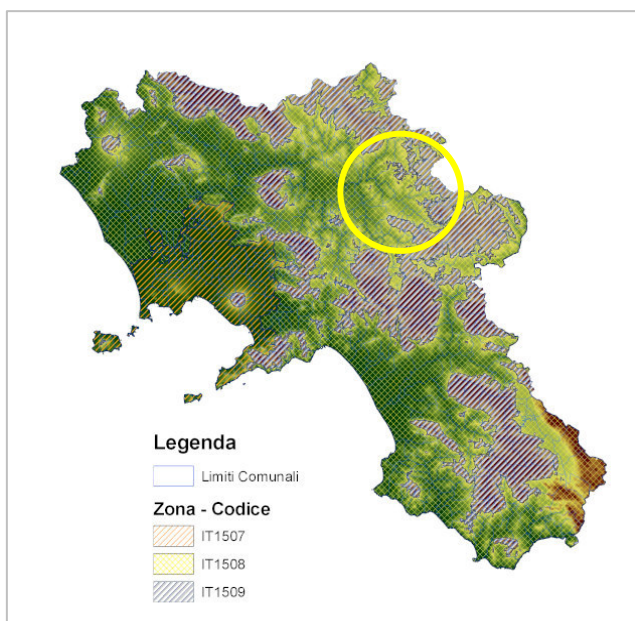 Legenda
Limiti Comunali
Zona - Codice
IT1507
IT1508
IT1509